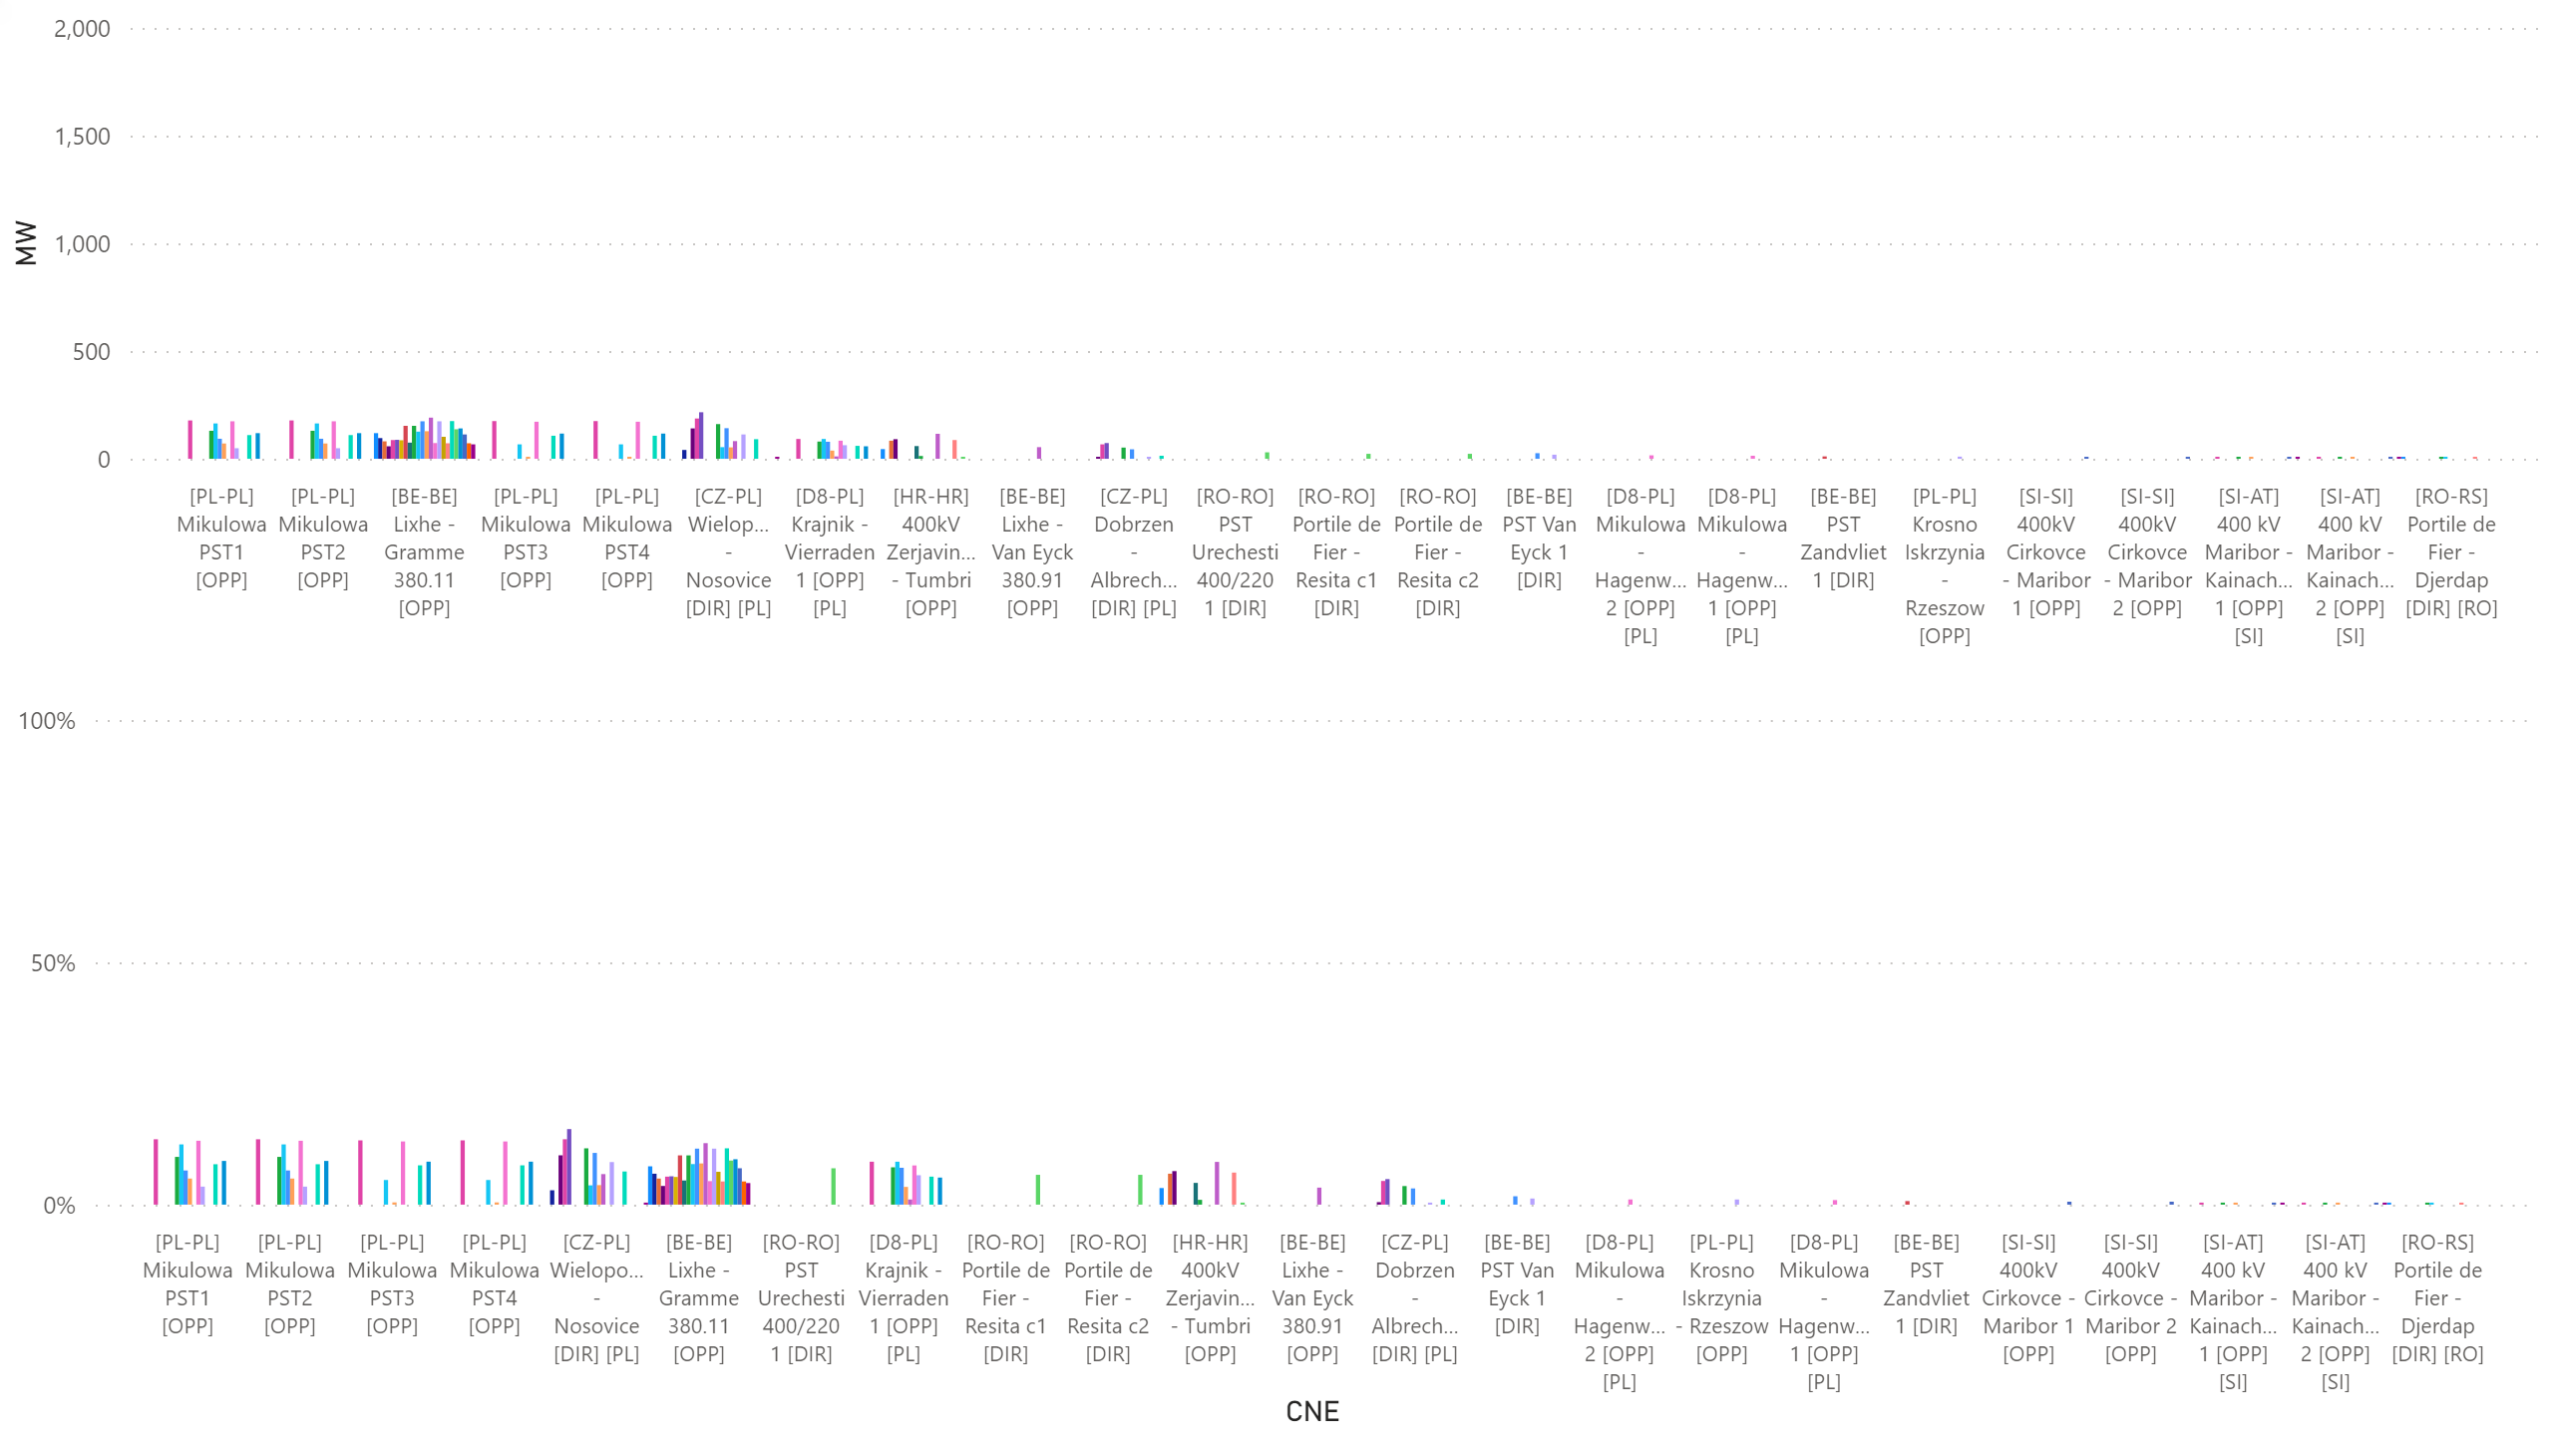 2,000
1,500
1,000
500
0
MW
[PL-PL]
Mikulowa
PST1
[OPP]
[PL-PL]
Mikulowa
PST2
[OPP]
[BE-BE]
Lixhe -
Gramme
380.11
[OPP]
[PL-PL]
Mikulowa
PST3
[OPP]
[PL-PL]
Mikulowa
PST4
[OPP]
[CZ-PL]
Wielop...
-
Nosovice
[DIR] [PL]
[D8-PL]
Krajnik -
Vierraden
1 [OPP]
[PL]
[HR-HR]
400kV
Zerjavin...
- Tumbri
[OPP]
[BE-BE]
Lixhe -
Van Eyck
380.91
[OPP]
[CZ-PL]
Dobrzen
-
Albrech...
[DIR] [PL]
[RO-RO]
PST
Urechesti
400/220
1 [DIR]
[RO-RO]
Portile de
Fier -
Resita c1
[DIR]
[RO-RO]
Portile de
Fier -
Resita c2
[DIR]
[BE-BE]
PST Van
Eyck 1
[DIR]
[D8-PL]
Mikulowa
-
Hagenw...
2 [OPP]
[PL]
[D8-PL]
Mikulowa
-
Hagenw...
1 [OPP]
[PL]
[BE-BE]
PST
Zandvliet
1 [DIR]
[PL-PL]
Krosno
Iskrzynia
-
Rzeszow
[OPP]
[SI-SI]
400kV
Cirkovce
- Maribor
1 [OPP]
[SI-SI]
400kV
Cirkovce
- Maribor
2 [OPP]
[SI-AT]
400 kV
Maribor -
Kainach...
1 [OPP]
[SI]
[SI-AT]
400 kV
Maribor -
Kainach...
2 [OPP]
[SI]
[RO-RS]
Portile de
Fier -
Djerdap
[DIR] [RO]
100%
50%
0%
[PL-PL]
Mikulowa
PST1
[OPP]
[PL-PL]
Mikulowa
PST2
[OPP]
[PL-PL]
Mikulowa
PST3
[OPP]
[PL-PL]
Mikulowa
PST4
[OPP]
[CZ-PL]
Wielopo...
-
Nosovice
[DIR] [PL]
[BE-BE]
Lixhe -
Gramme
380.11
[OPP]
[RO-RO]
PST
Urechesti
400/220
1 [DIR]
[D8-PL]
Krajnik -
Vierraden
1 [OPP]
[PL]
[RO-RO]
Portile de
Fier -
Resita c1
[DIR]
[RO-RO]
Portile de
Fier -
Resita c2
[DIR]
[HR-HR]
400kV
Zerjavin...
- Tumbri
[OPP]
[BE-BE]
Lixhe -
Van Eyck
380.91
[OPP]
[CZ-PL]
Dobrzen
-
Albrech...
[DIR] [PL]
[BE-BE]
PST Van
Eyck 1
[DIR]
[D8-PL]
Mikulowa
-
Hagenw...
2 [OPP]
[PL]
[PL-PL]
Krosno
Iskrzynia
- Rzeszow
[OPP]
[D8-PL]
Mikulowa
-
Hagenw...
1 [OPP]
[PL]
[BE-BE]
PST
Zandvliet
1 [DIR]
[SI-SI]
400kV
Cirkovce -
Maribor 1
[OPP]
[SI-SI]
400kV
Cirkovce -
Maribor 2
[OPP]
[SI-AT]
400 kV
Maribor -
Kainach...
1 [OPP]
[SI]
[SI-AT]
400 kV
Maribor -
Kainach...
2 [OPP]
[SI]
[RO-RS]
Portile de
Fier -
Djerdap
[DIR] [RO]
CNE